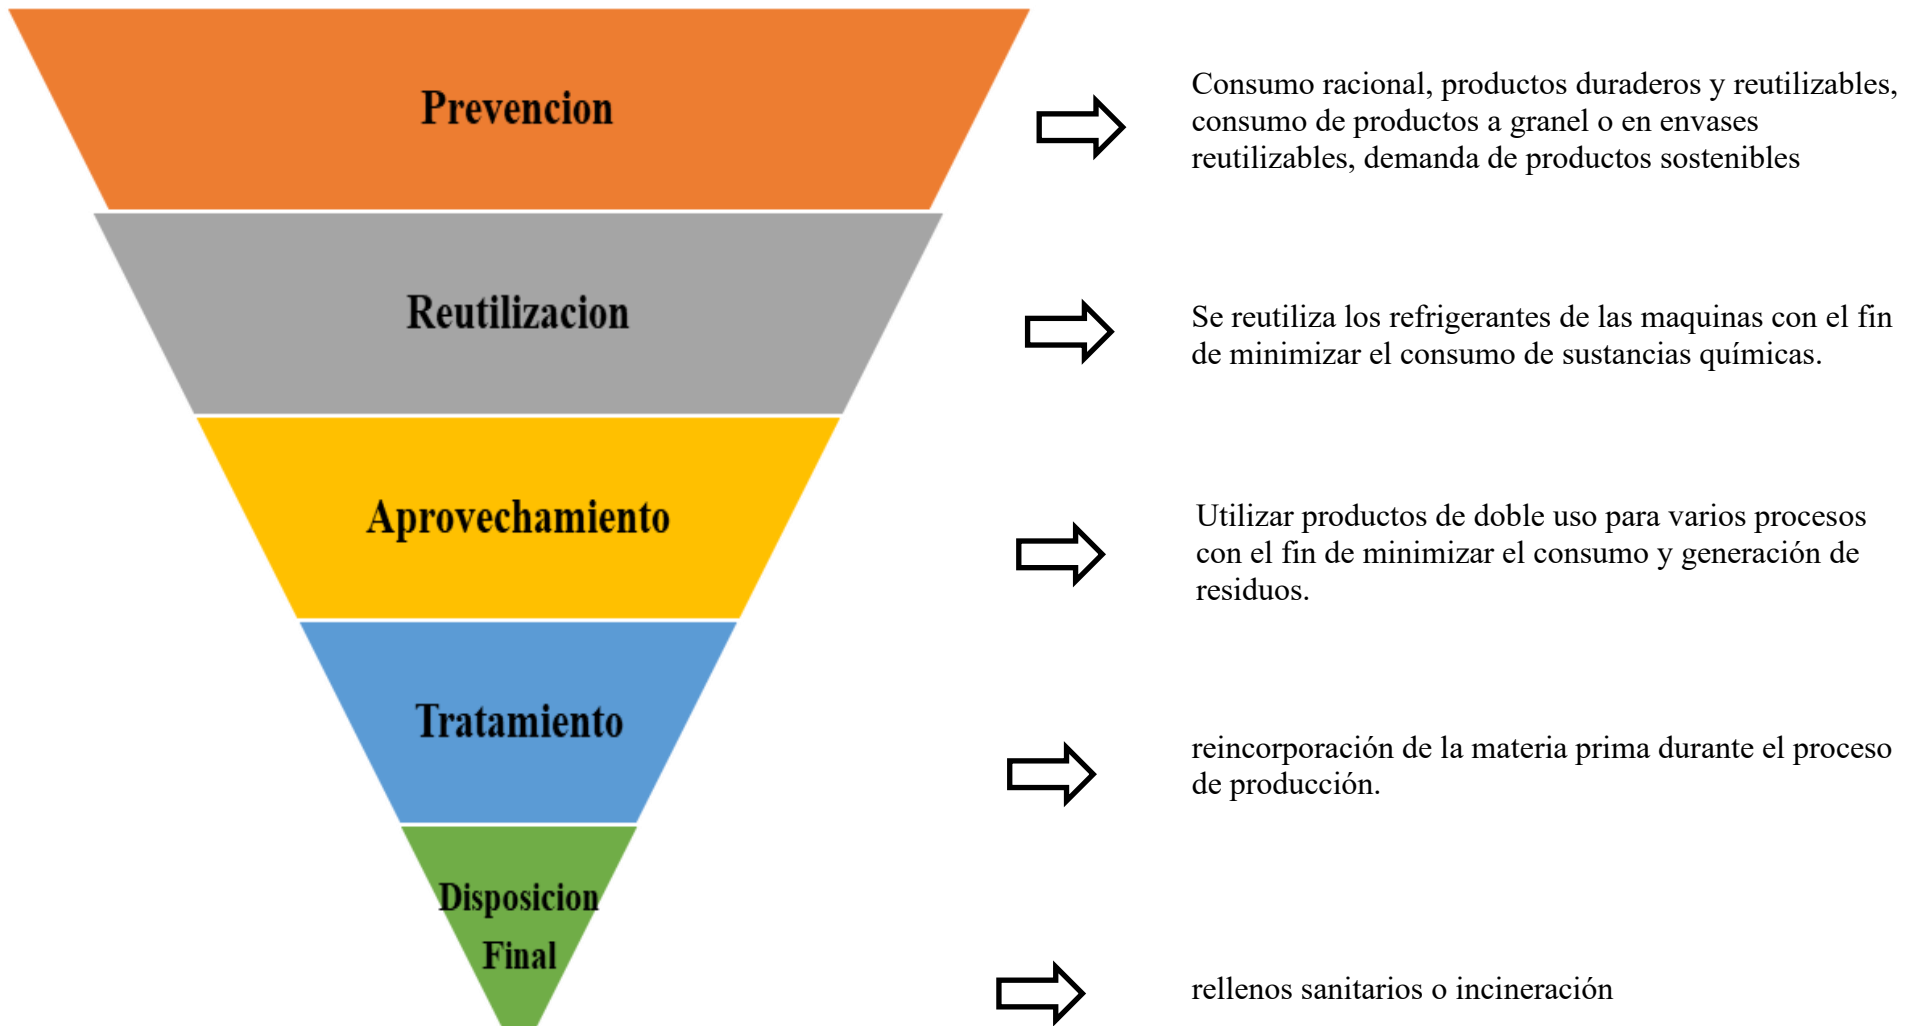 Prevencion
Consumo racional, productos duraderos y reutilizables,
consumo de productos a granel o en envases
reutilizables, demanda de productos sostenibles
Reutilizacion
Se reutiliza los refrigerantes de las maquinas con el fin
de minimizar el consumo de sustancias químicas.
Aprovechamiento
Utilizar productos de doble uso para varios procesos
con el fin de minimizar el consumo y generación de
residuos.
Tratamiento
reincorporación de la materia prima durante el proceso
de producción.
Disposicion
Final
rellenos sanitarios o incineración